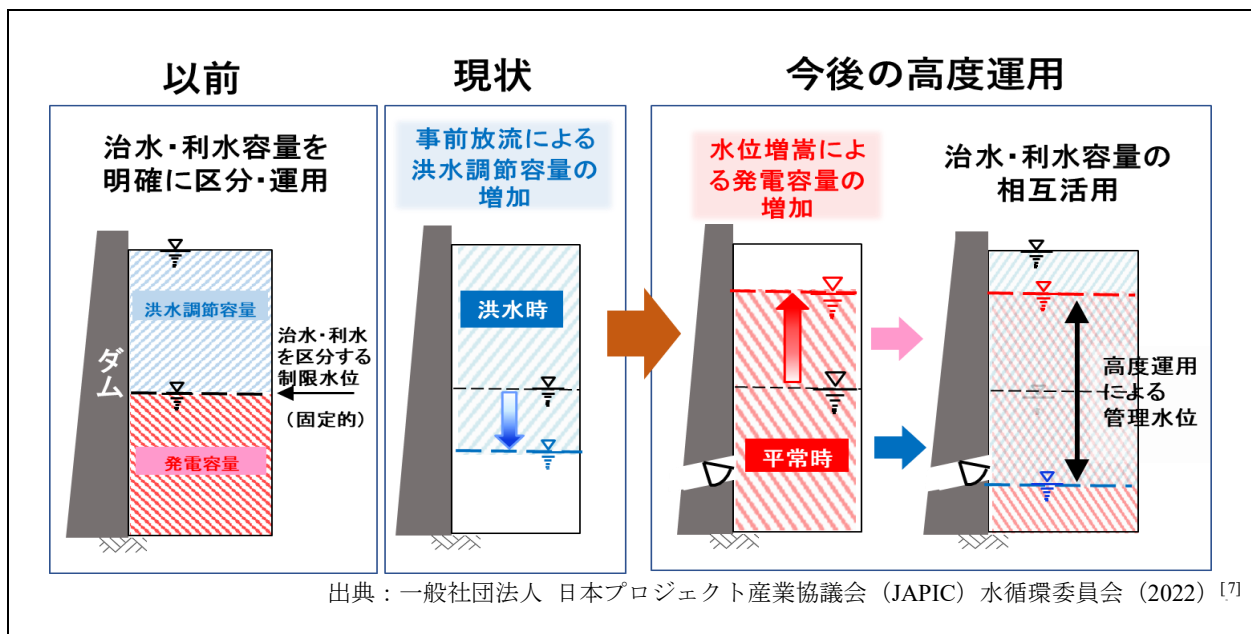 以前
治水・利水容量を
明確に区分・運用
洪水調節容量
ダム
治水・利水
を区分する
制限水位
(固定的)
発電容量
現状
事前放流による
洪水調節容量の
増加
洪水時
今後の高度運用
水位増嵩によ
る発電容量の
増加
平常時
治水・利水容量の
相互活用
高度運用
による
管理水位
出典：一般社団法人 日本プロジェクト産業協議会（JAPIC）水循環委員会（2022）[7]